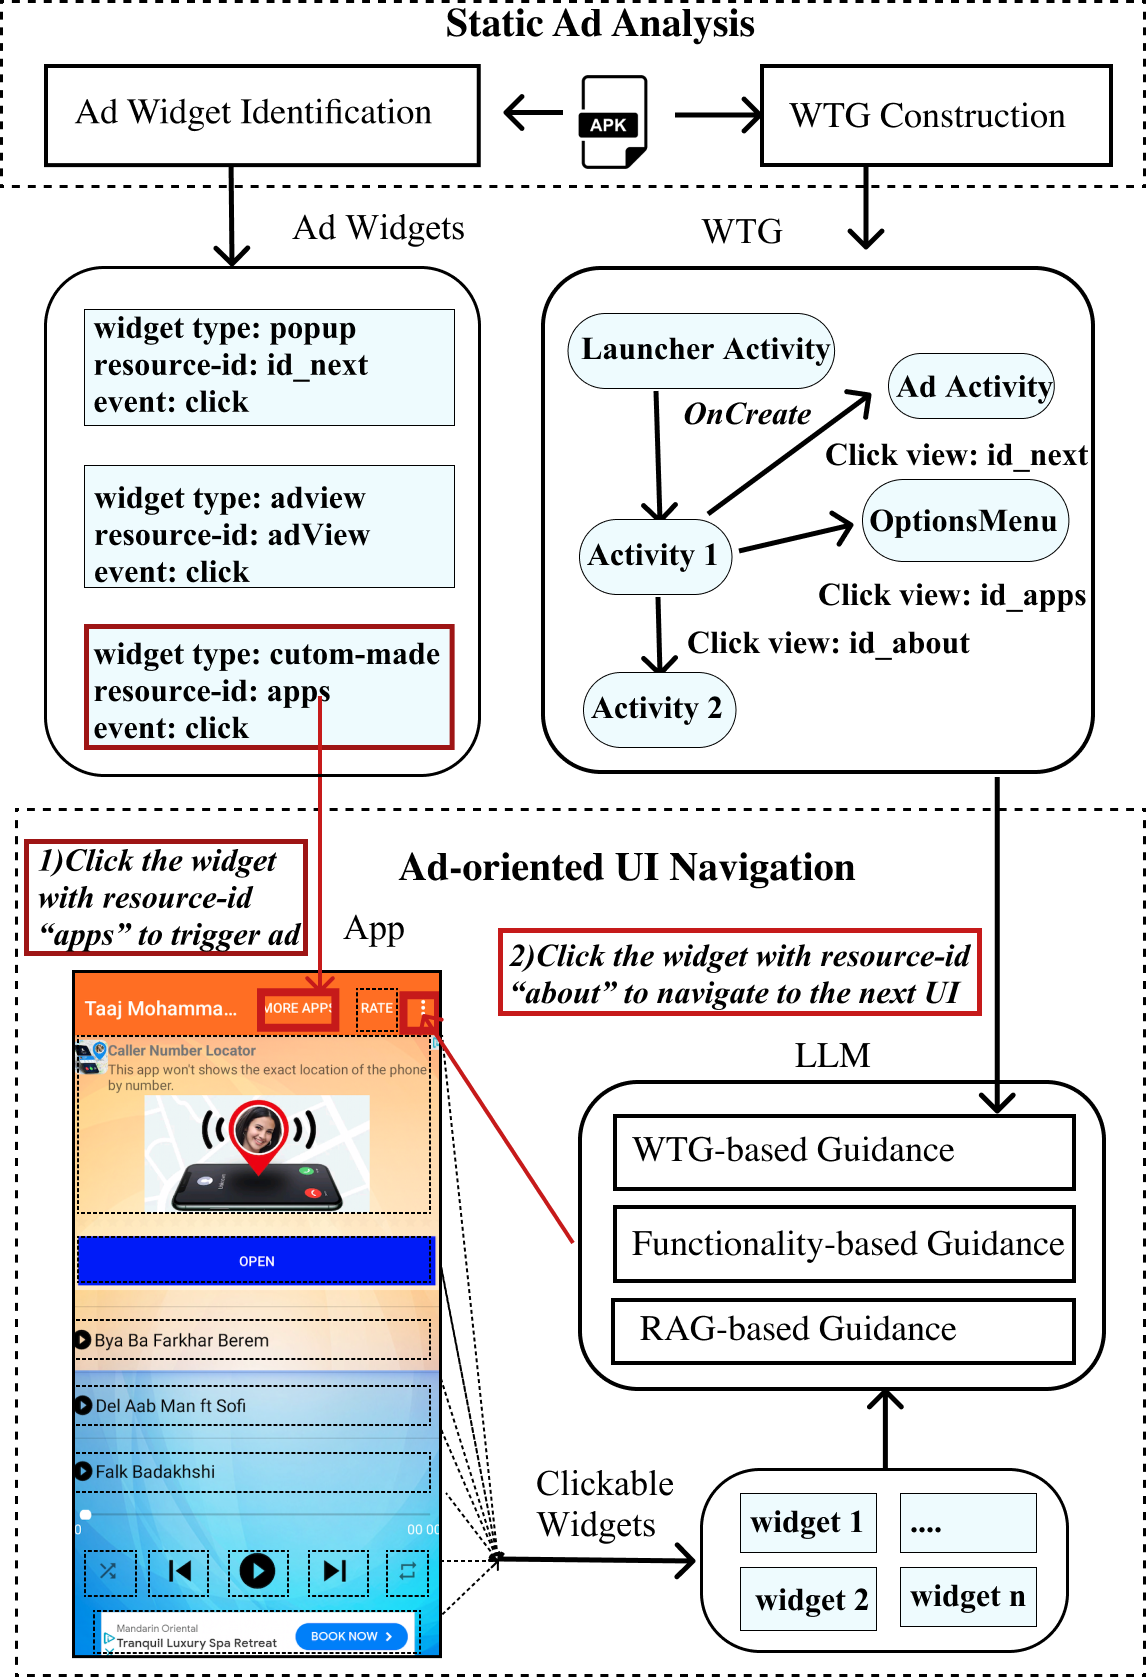 Static Ad Analysis
Ad Widget Identification
APK
WTG Construction
Ad Widgets
WTG
widget type: popup
resource-id: id_next
event: click
widget type: adview
resource-id: adView
event: click
widget type: cutom-made
resource-id: apps
event: click
Launcher Activity
OnCreate
Ad Activity
Click view: id_next
OptionsMenu
Activity 1
Click view: id_apps
Click view: id_about
Activity 2
Ad-oriented UI Navigation
1)Click the widget
with resource-id
“apps” to trigger ad
App
2)Click the widget with resource-id
“about” to navigate to the next UI
Taaj Mohamma...
MORE APPS
RATE
Caller Number Locator
This app won't shows the exact location of the phone
by number.
OPEN
Bya Ba Farkhar Berem
Del Aab Man ft Sofi
Falk Badakhshi
0
00 00
Mandarin Oriental
Tranquil Luxury Spa Retreat
BOOK NOW
LLM
WTG-based Guidance
Functionality-based Guidance
RAG-based Guidance
Clickable
Widgets
widget 1
....
widget 2
widget n